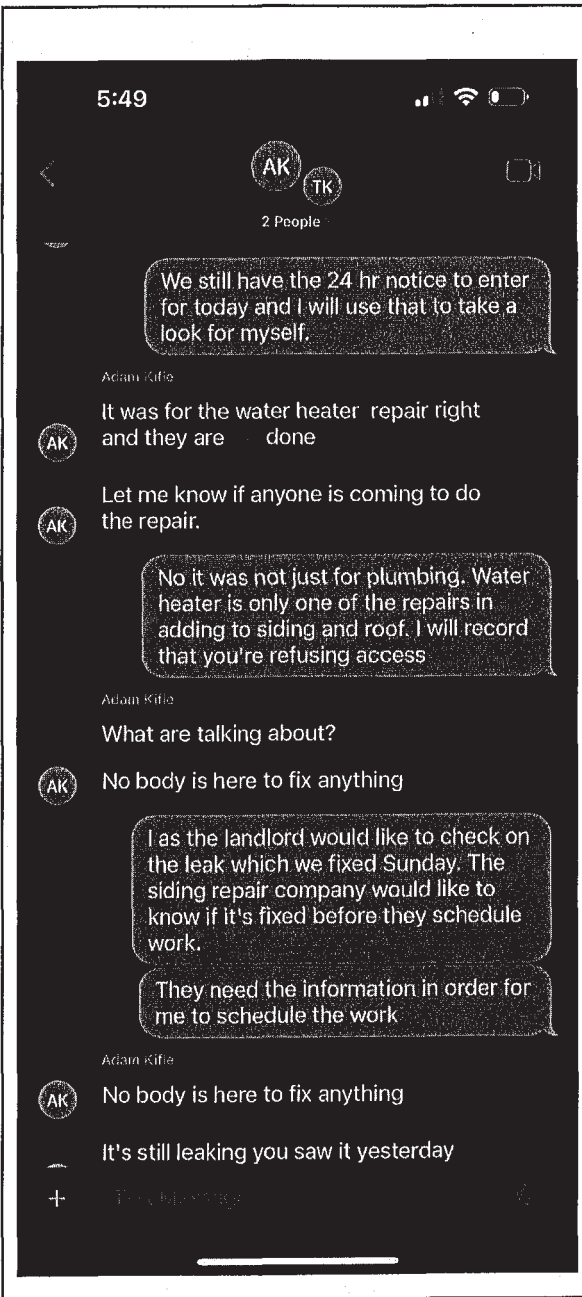 5:49
AK
TK
2 People
We still have the 24 hr notice to enter
for today and I will use that to take a
look for myself.
Adam Kifle
It was for the water heater repair right
and they are done
AK
Let me know if anyone is coming to do
the repair.
AK
No it was not just for plumbing. Water
heater is only one of the repairs in
adding to siding and roof. I will record
that you're refusing access
Adam Kifle
What are talking about?
No body is here to fix anything
AK
I as the landlord would like to check on
the leak which we fixed Sunday. The
siding repair company would like to
know if it's fixed before they schedule
work.
They need the information in order for
me to schedule the work
Adam Kifle
No body is here to fix anything
AK
It's still leaking you saw it yesterday
Text Message